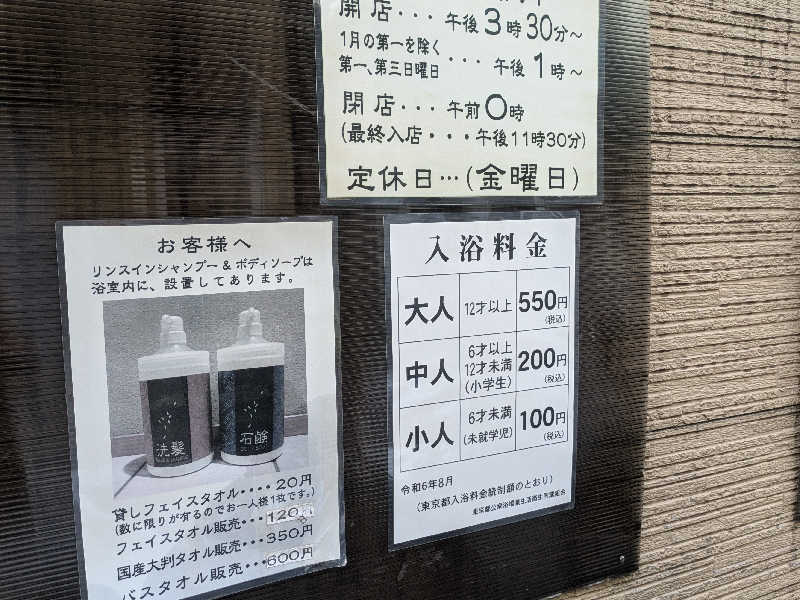 開店・・・午後3時30分～
1月の第一を除く
第一、第三日曜日・・・午後1時～
閉店・・・午前0時
(最終入店・・・午後11時30分)
定休日…(金曜日)
お客様へ
リンスインシャンプー&ボディソープは
浴室内に、設置してあります。
洗髪
石鹸
貸しフェイスタオル・・・・20円
(数に限りが有るのでお一人様1枚です。)
フェイスタオル販売・・・120円
国産大判タオル販売・・・350円
バスタオル販売・・・600円
入浴料金
大人 12才以上 550円
(税込)
中人 6才以上
12才未満
(小学生) 200円
(税込)
小人 6才未満
(未就学児) 100円
(税込)
令和6年8月
(東京都入浴料金統制額のとおり)